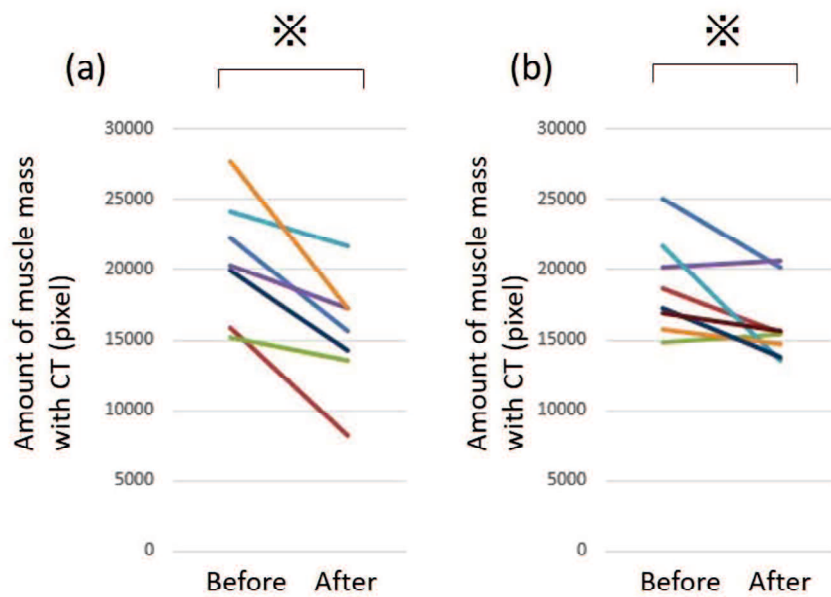 ※
(a)
Amount of muscle mass
with CT (pixel)
30000
25000
20000
15000
10000
5000
0
Before After
※
(b)
Amount of muscle mass
with CT (pixel)
30000
25000
20000
15000
10000
5000
0
Before After